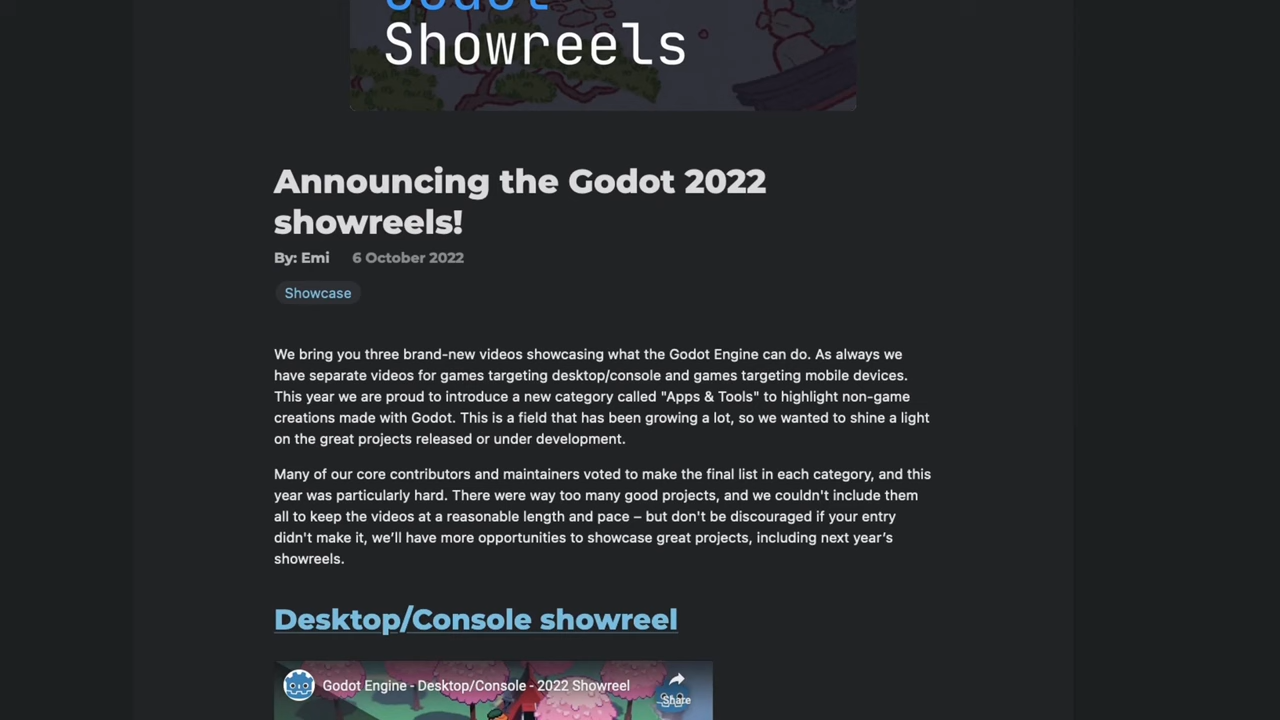 Godot
Showreels
Announcing the Godot 2022
showreels!
By: Emi 6 October 2022
Showcase
We bring you three brand-new videos showcasing what the Godot Engine can do. As always we
have separate videos for games targeting desktop/console and games targeting mobile devices.
This year we are proud to introduce a new category called "Apps & Tools" to highlight non-game
creations made with Godot. This is a field that has been growing a lot, so we wanted to shine a light
on the great projects released or under development.
Many of our core contributors and maintainers voted to make the final list in each category, and this
year was particularly hard. There were way too many good projects, and we couldn't include them
all to keep the videos at a reasonable length and pace – but don't be discouraged if your entry
didn't make it, we’ll have more opportunities to showcase great projects, including next year’s
showreels.
Desktop/Console showreel
Godot Engine - Desktop/Console - 2022 Showreel
Share